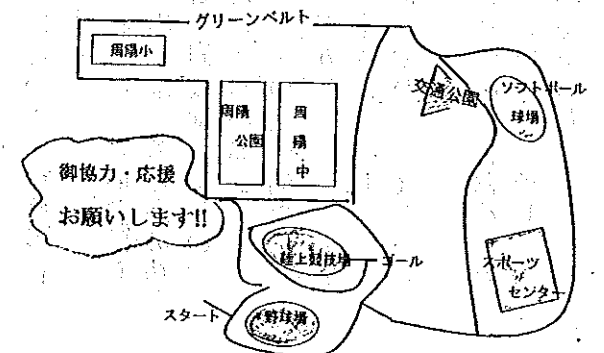 グリーンベルト
周陽小
交通公園
ソフトボール
球場
周陽
公園
周
陽
中
御協力・応援
お願いします!!
陸上競技場
ゴール
スポーツ
センター
スタート
野球場